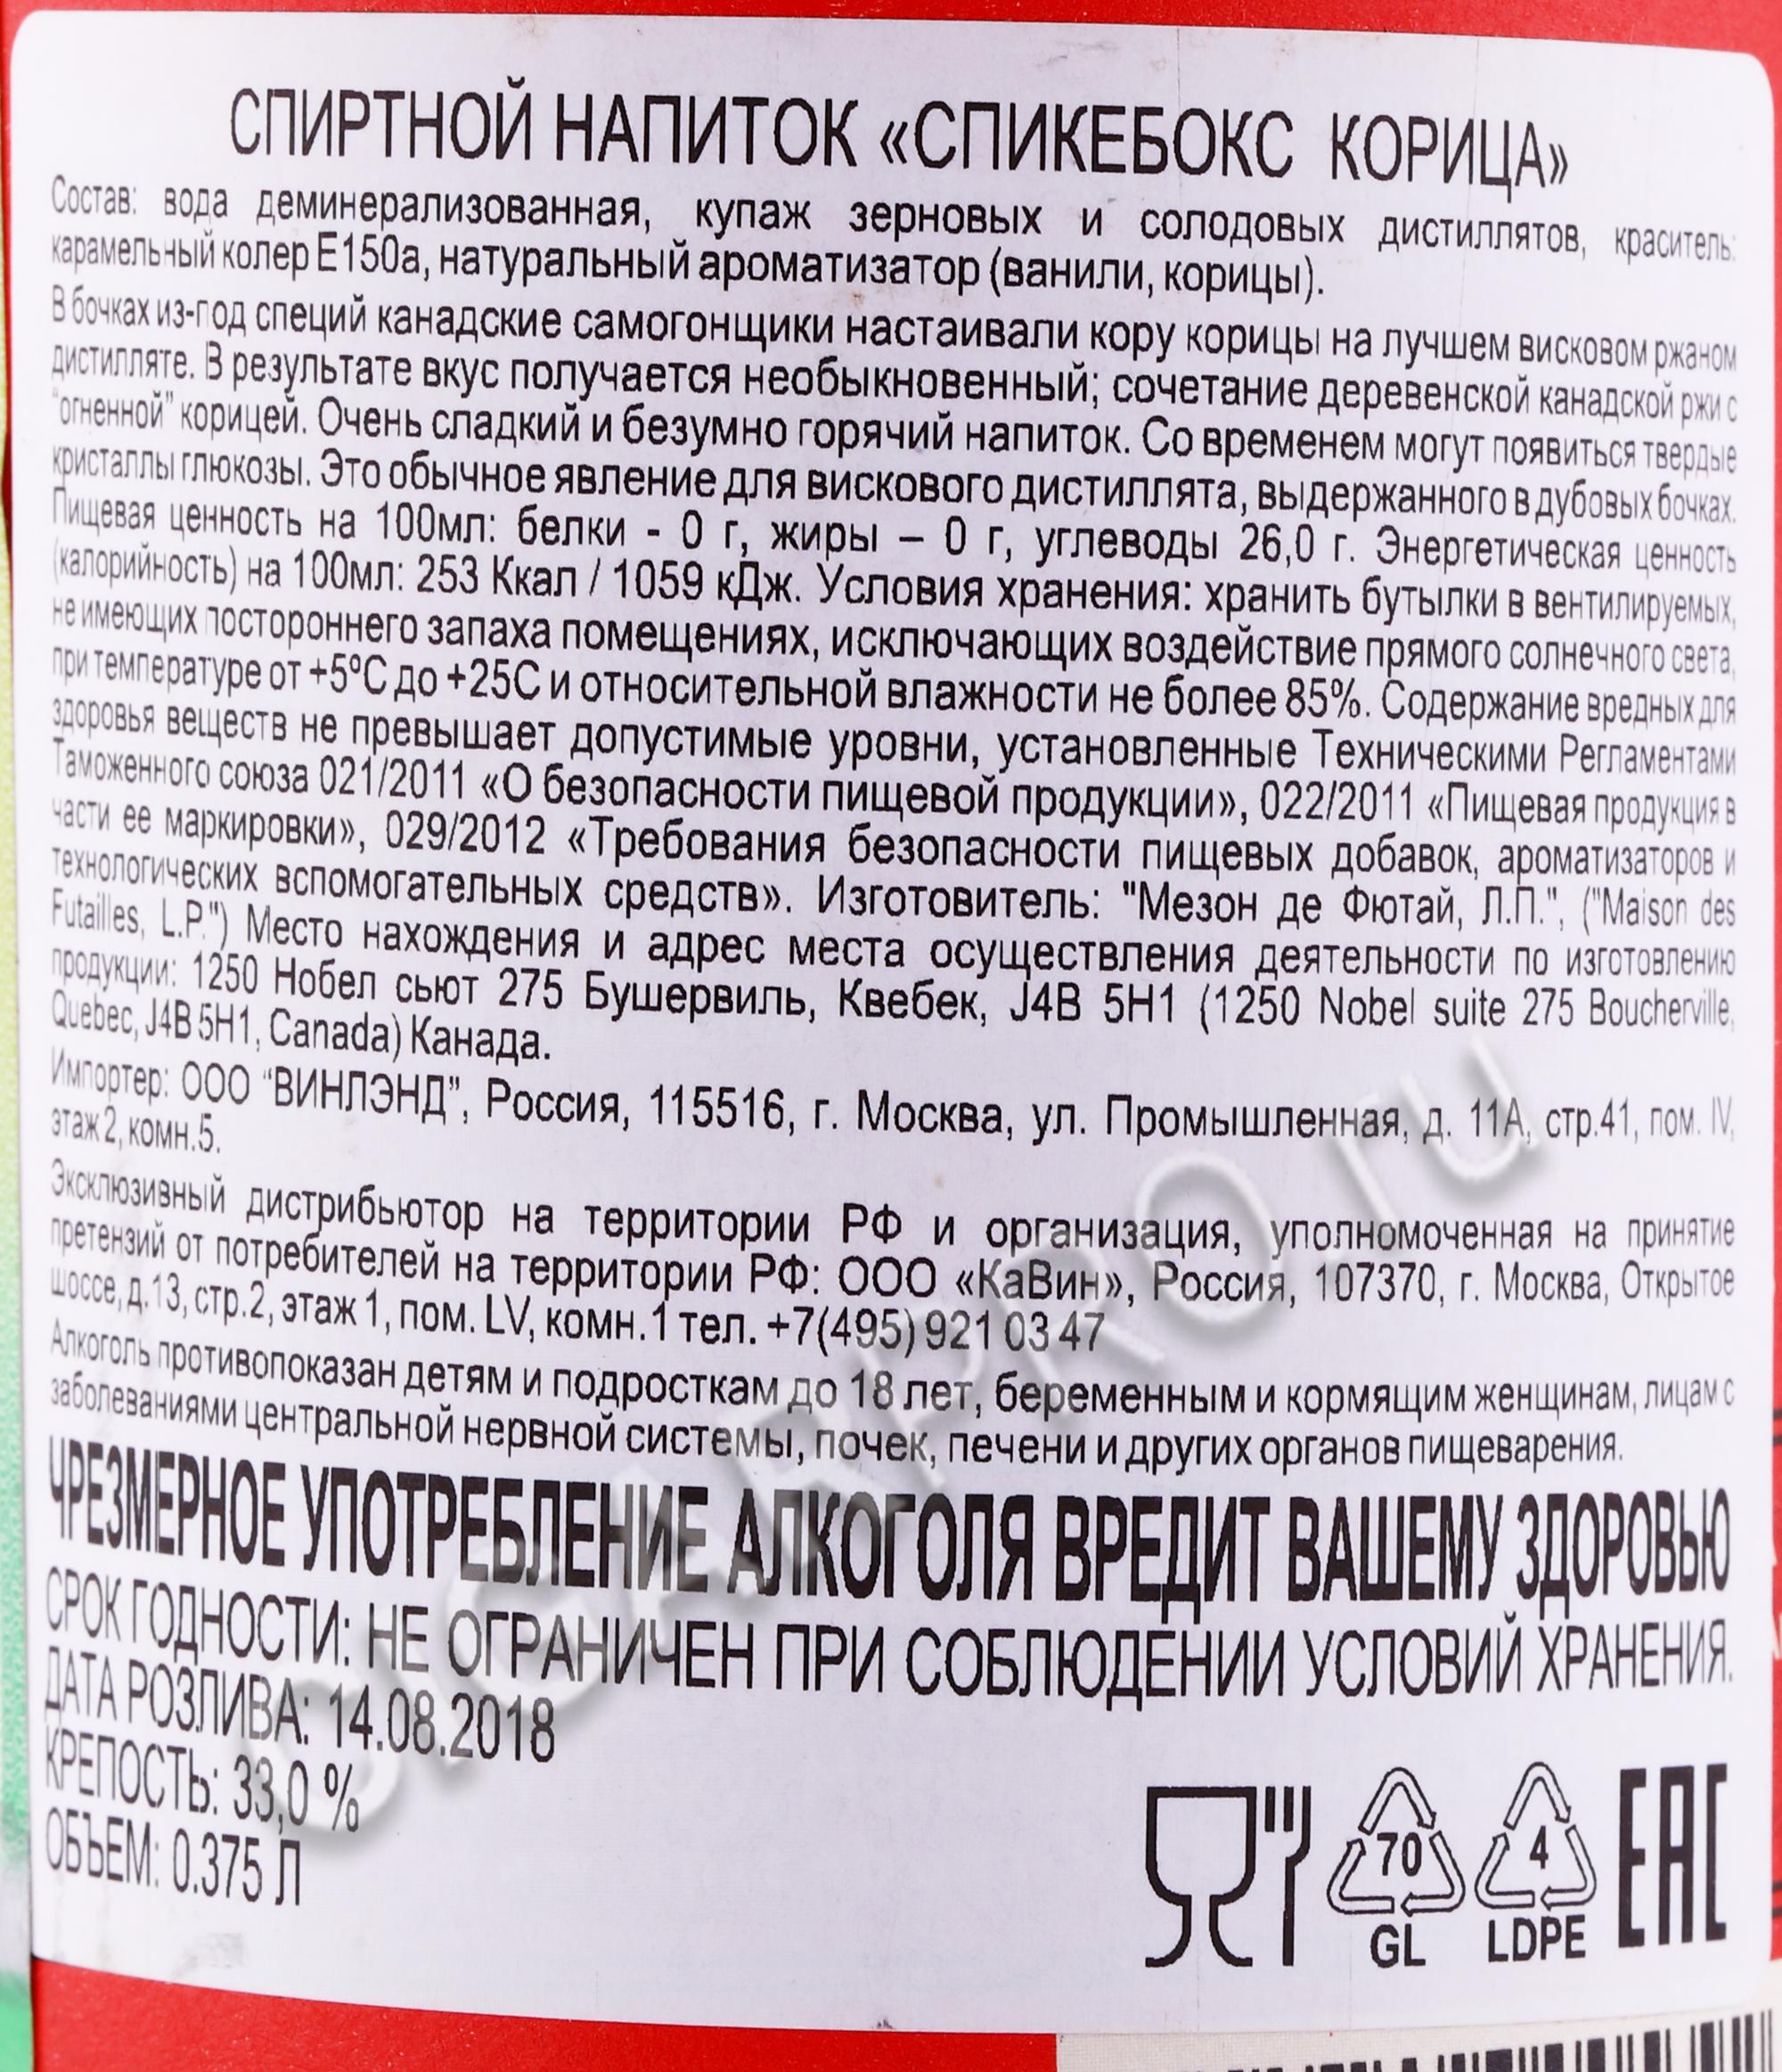 СПИРТНОЙ НАПИТОК «СПИКЕБОКС КОРИЦА»
Состав: вода деминерализованная, купаж зерновых и солодовых дистиллятов, краситель:
карамельный колер Е150а, натуральный ароматизатор (ванили, корицы).
В бочках из-под специй канадские самогонщики настаивали кору корицы на лучшем висковом ржаном
дистилляте. В результате вкус получается необыкновенный; сочетание деревенской канадской ржи с
"огненной" корицей. Очень сладкий и безумно горячий напиток. Со временем могут появиться твердые
кристаллы глюкозы. Это обычное явление для вискового дистиллята, выдержанного в дубовых бочках.
Пищевая ценность на 100мл: белки - 0 г, жиры – 0 г, углеводы 26,0 г. Энергетическая ценность
(калорийность) на 100мл: 253 Ккал / 1059 кДж. Условия хранения: хранить бутылки в вентилируемых,
не имеющих постороннего запаха помещениях, исключающих воздействие прямого солнечного света,
при температуре от +5°С до +25С и относительной влажности не более 85%. Содержание вредных для
здоровья веществ не превышает допустимые уровни, установленные Техническими Регламентами
Таможенного союза 021/2011 «О безопасности пищевой продукции», 022/2011 «Пищевая продукция в
части ее маркировки», 029/2012 «Требования безопасности пищевых добавок, ароматизаторов и
технологических вспомогательных средств». Изготовитель: "Мезон де Фютай, Л.П.", ("Maison des
Futailles, L.P.") Место нахождения и адрес места осуществления деятельности по изготовлению
продукции: 1250 Нобел сьют 275 Бушервиль, Квебек, J4B 5H1 (1250 Nobel suite 275 Boucherville,
Quebec, J4B 5H1, Canada) Канада.
Импортер: ООО "ВИНЛЭНД", Россия, 115516, г. Москва, ул. Промышленная, д. 11А, стр.41, пом. IV,
этаж 2, комн.5.
Эксклюзивный дистрибьютор на территории РФ и организация, уполномоченная на принятие
претензий от потребителей на территории РФ: ООО «КаВин», Россия, 107370, г. Москва, Открытое
шоссе, д.13, стр.2, этаж 1, пом. LV, комн.1 тел. +7(495) 921 03 47
Алкоголь противопоказан детям и подросткам до 18 лет, беременным и кормящим женщинам, лицам с
заболеваниями центральной нервной системы, почек, печени и других органов пищеварения.
ЧРЕЗМЕРНОЕ УПОТРЕБЛЕНИЕ АЛКОГОЛЯ ВРЕДИТ ВАШЕМУ ЗДОРОВЬЮ
СРОК ГОДНОСТИ: НЕ ОГРАНИЧЕН ПРИ СОБЛЮДЕНИИ УСЛОВИЙ ХРАНЕНИЯ.
ДАТА РОЗЛИВА: 14.08.2018
КРЕПОСТЬ: 33,0 %
ОБЪЕМ: 0.375 Л
70
GL
4
LDPE
ЕАС
CIGARPRO.ru